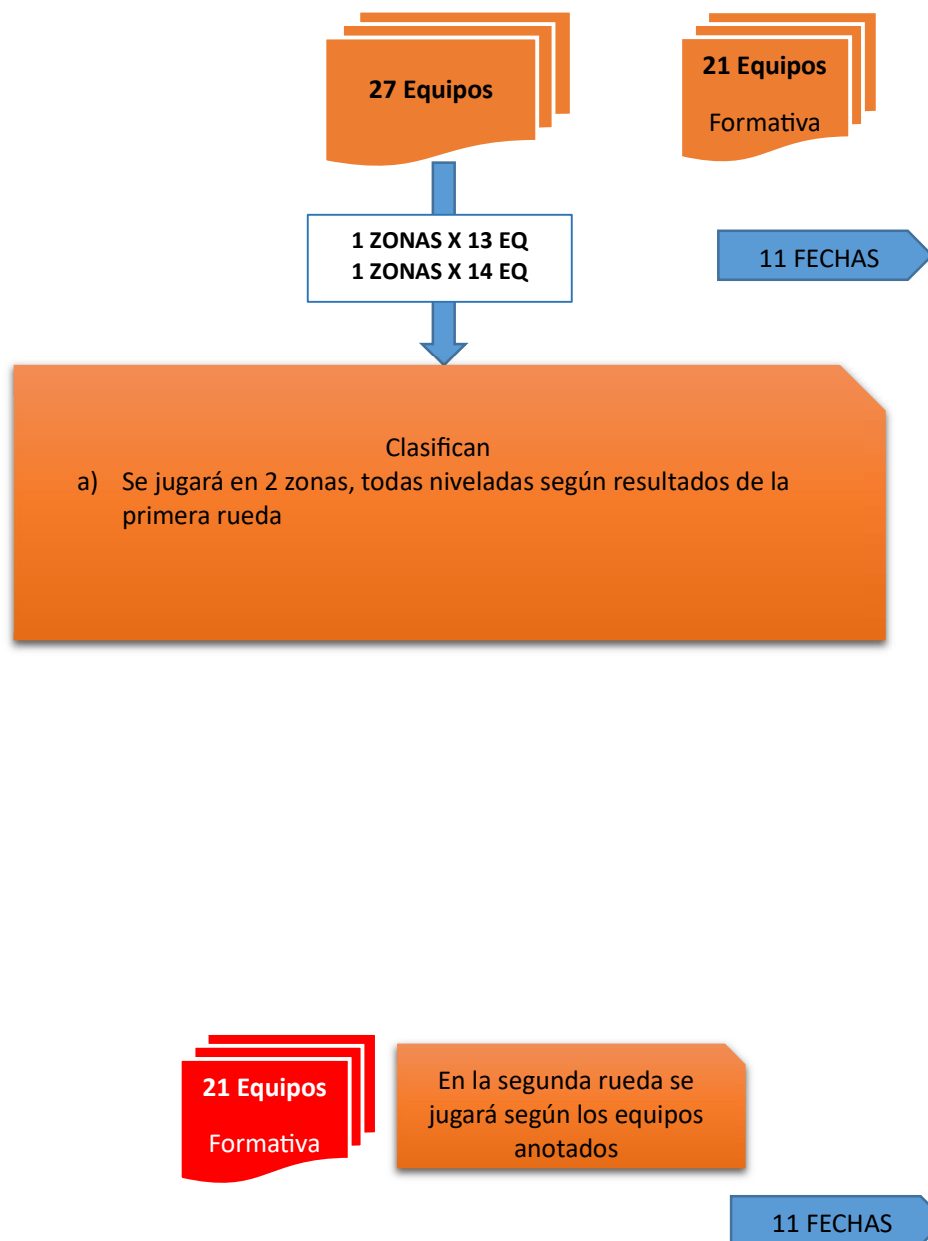 27 Equipos
21 Equipos
Formativa
1 ZONAS X 13 EQ
1 ZONAS X 14 EQ
11 FECHAS
Clasifican
a) Se jugará en 2 zonas, todas niveladas según resultados de la
primera rueda
21 Equipos
Formativa
En la segunda rueda se
jugará según los equipos
anotados
11 FECHAS